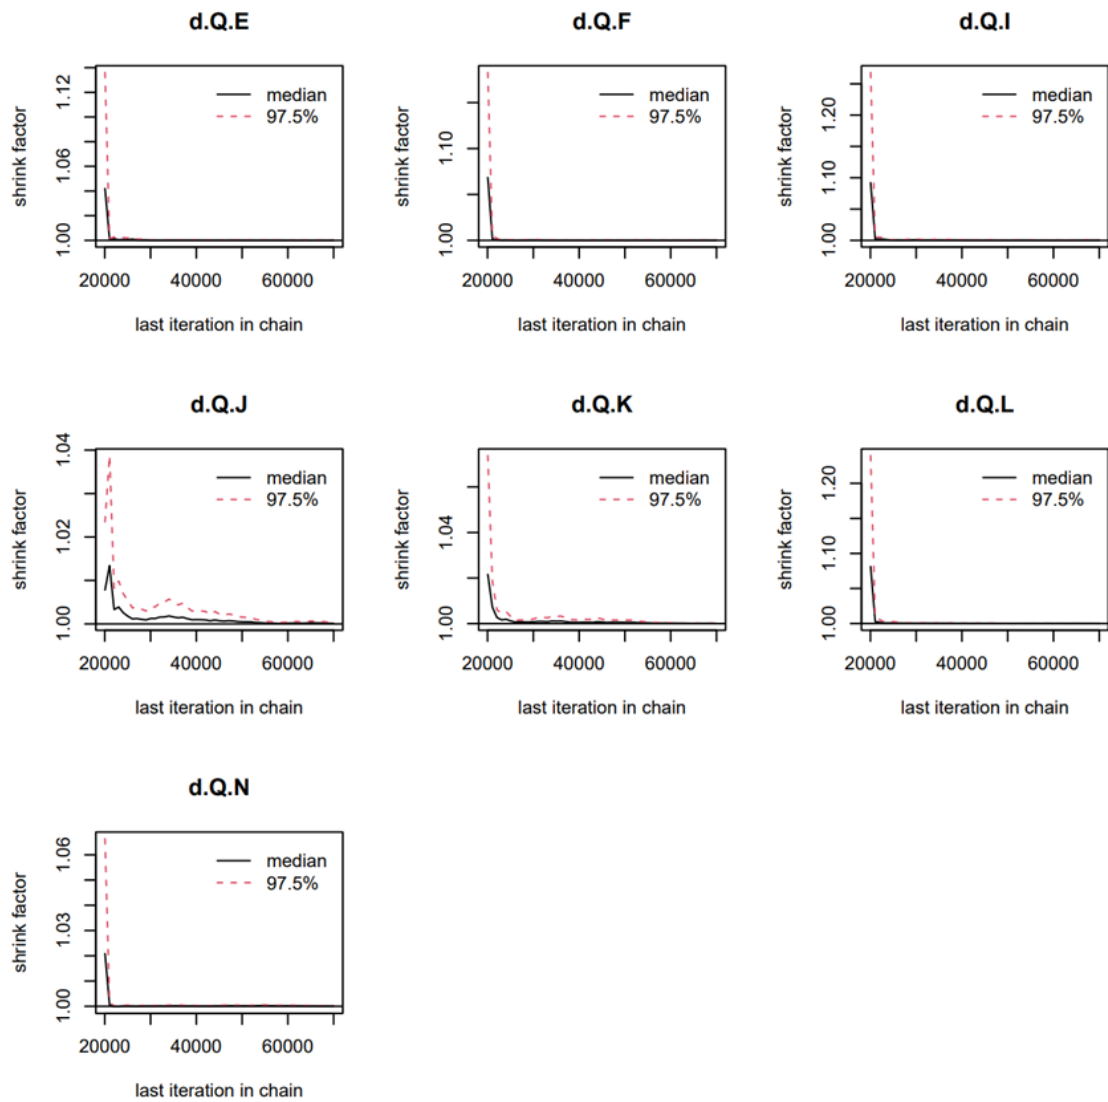 d.Q.E
shrink factor
1.00 1.06 1.12
median
97.5%
20000 40000 60000
last iteration in chain
d.Q.F
shrink factor
1.00 1.10
median
97.5%
20000 40000 60000
last iteration in chain
d.Q.I
shrink factor
1.00 1.10 1.20
median
97.5%
20000 40000 60000
last iteration in chain
d.Q.J
shrink factor
1.00 1.02 1.04
median
97.5%
20000 40000 60000
last iteration in chain
d.Q.K
shrink factor
1.00 1.04
median
97.5%
20000 40000 60000
last iteration in chain
d.Q.L
shrink factor
1.00 1.10 1.20
median
97.5%
20000 40000 60000
last iteration in chain
d.Q.N
shrink factor
1.00 1.03 1.06
median
97.5%
20000 40000 60000
last iteration in chain